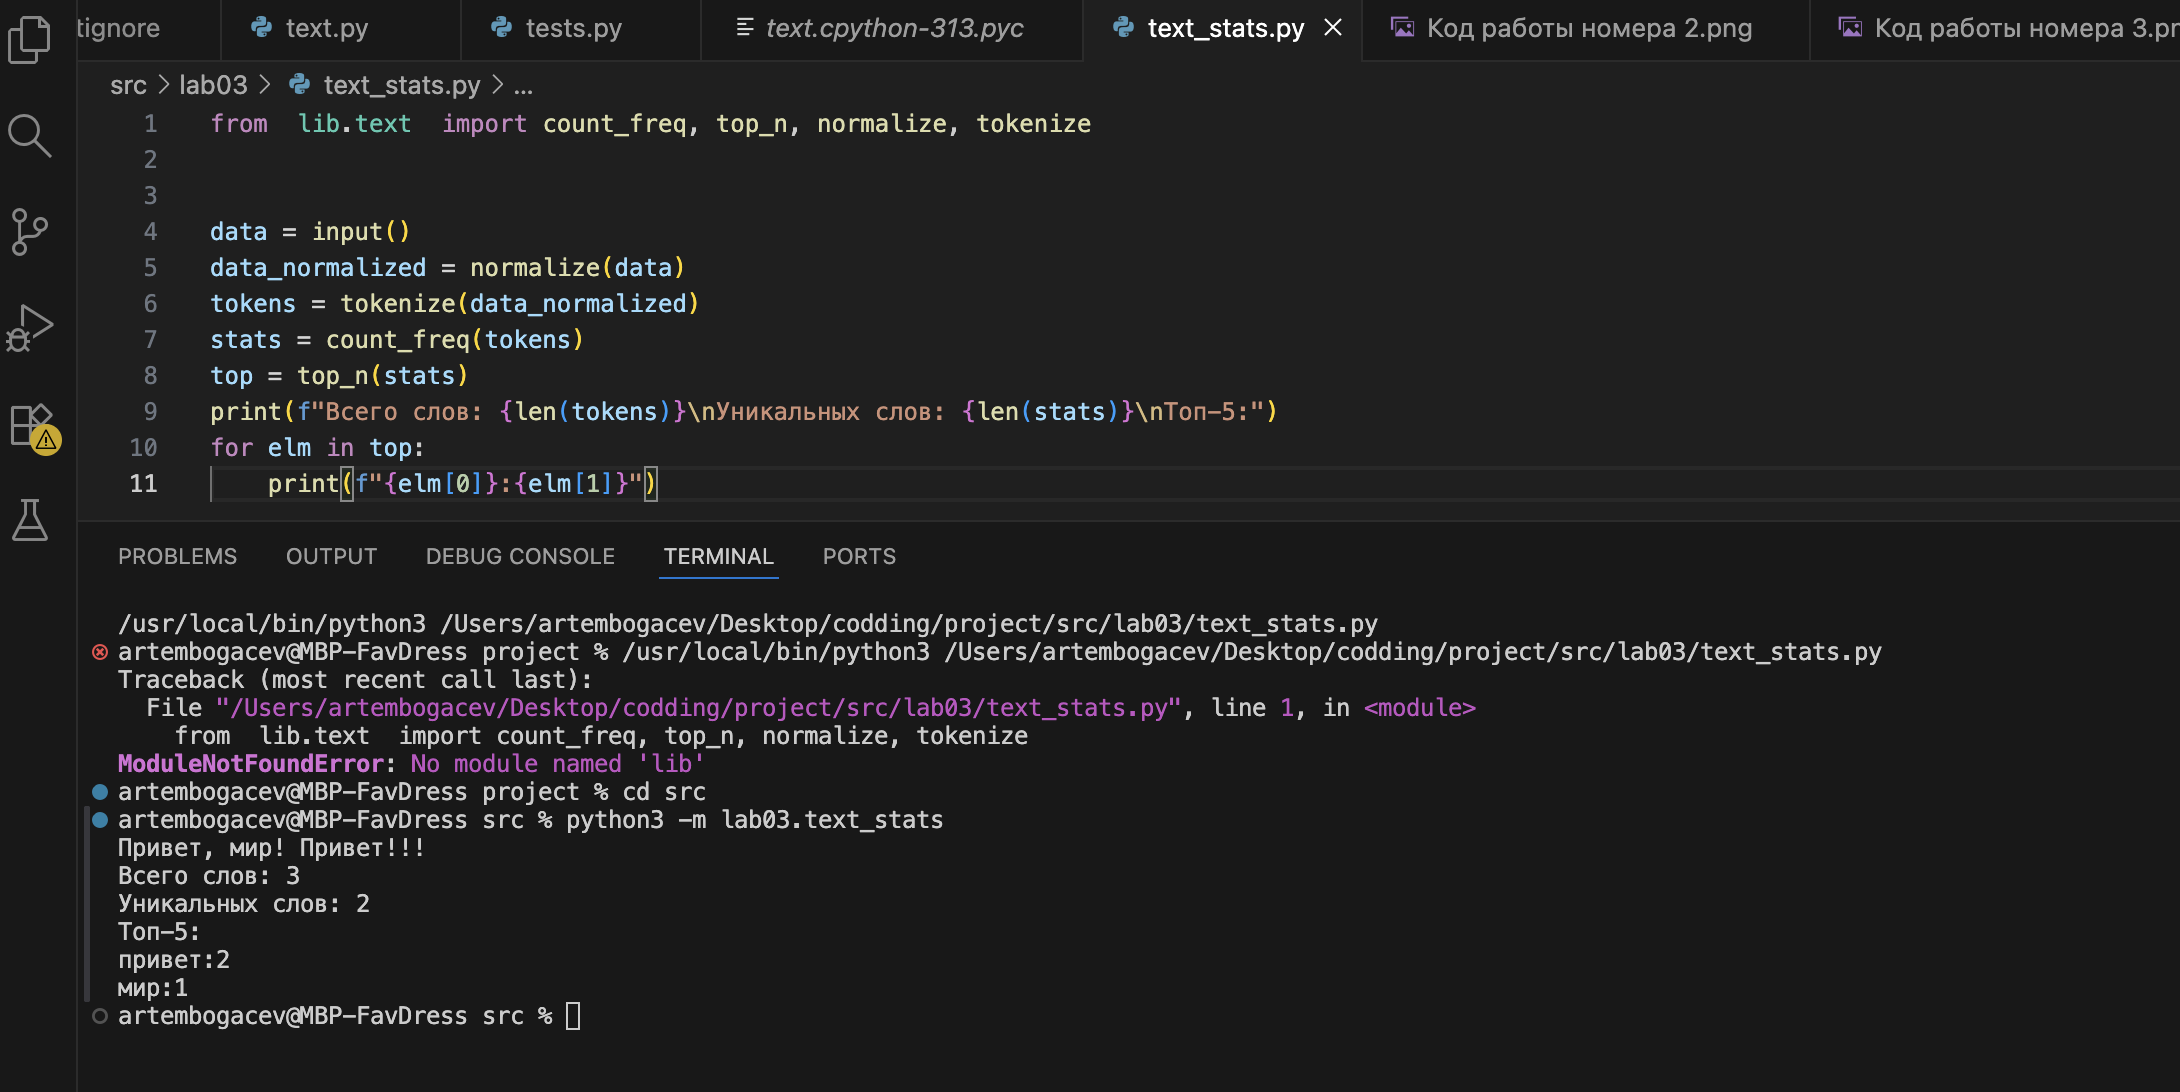 tignore text.py tests.py text.cpython-313.pyc text_stats.py Код работы номера 2.png Код работы номера 3.pr
src > lab03 > text_stats.py > ...
1 from  lib.text  import count_freq, top_n, normalize, tokenize
2
3
4 data = input()
5 data_normalized = normalize(data)
6 tokens = tokenize(data_normalized)
7 stats = count_freq(tokens)
8 top = top_n(stats)
9 print(f"Всего слов: {len(tokens)}\nУникальных слов: {len(stats)}\nТоп-5:")
10 for elm in top:
11     print(f"{elm[0]}:{elm[1]}")
PROBLEMS OUTPUT DEBUG CONSOLE TERMINAL PORTS
/usr/local/bin/python3 /Users/artembogacev/Desktop/codding/project/src/lab03/text_stats.py
artembogacev@MBP-FavDress project % /usr/local/bin/python3 /Users/artembogacev/Desktop/codding/project/src/lab03/text_stats.py
Traceback (most recent call last):
  File "/Users/artembogacev/Desktop/codding/project/src/lab03/text_stats.py", line 1, in <module>
    from  lib.text  import count_freq, top_n, normalize, tokenize
ModuleNotFoundError: No module named 'lib'
artembogacev@MBP-FavDress project % cd src
artembogacev@MBP-FavDress src % python3 -m lab03.text_stats
Привет, мир! Привет!!!
Всего слов: 3
Уникальных слов: 2
Топ-5:
привет:2
мир:1
artembogacev@MBP-FavDress src %